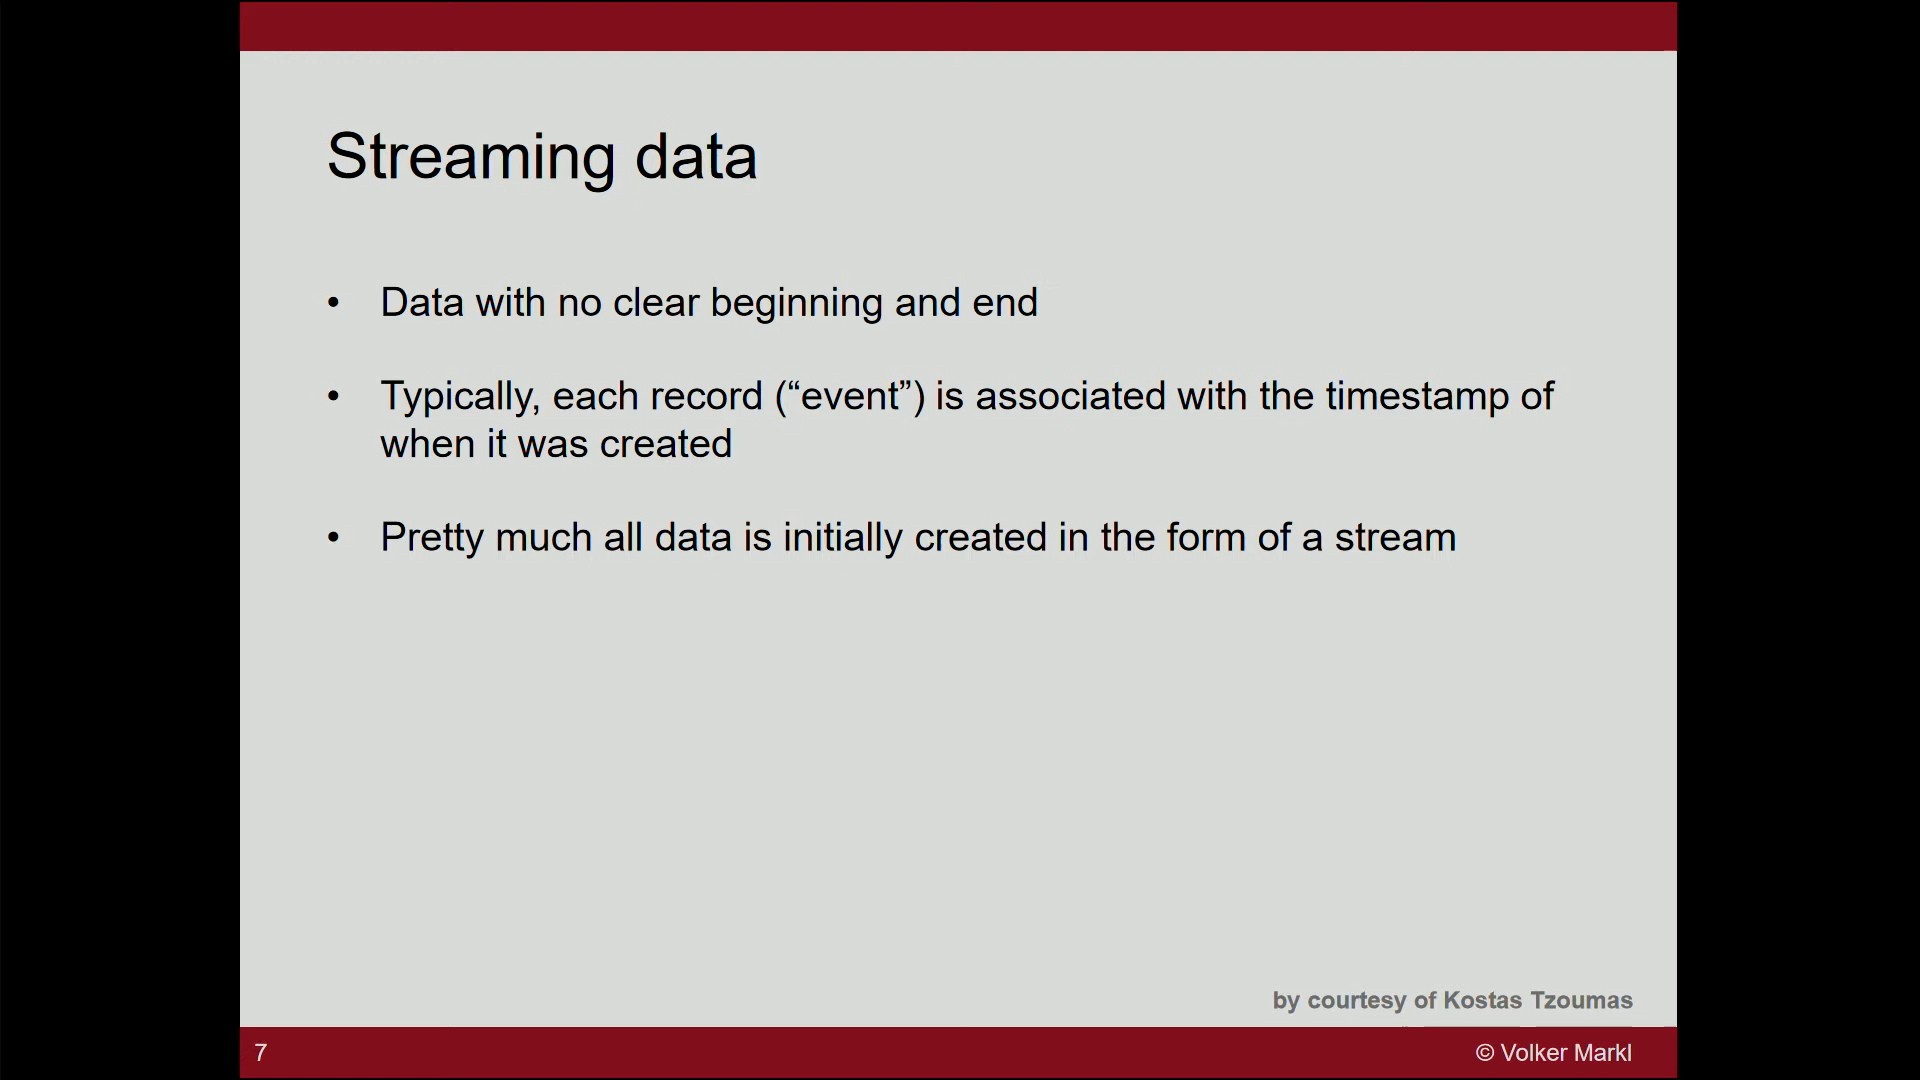 Streaming data
• Data with no clear beginning and end
• Typically, each record (“event”) is associated with the timestamp of
when it was created
• Pretty much all data is initially created in the form of a stream
by courtesy of Kostas Tzoumas
7
© Volker Markl